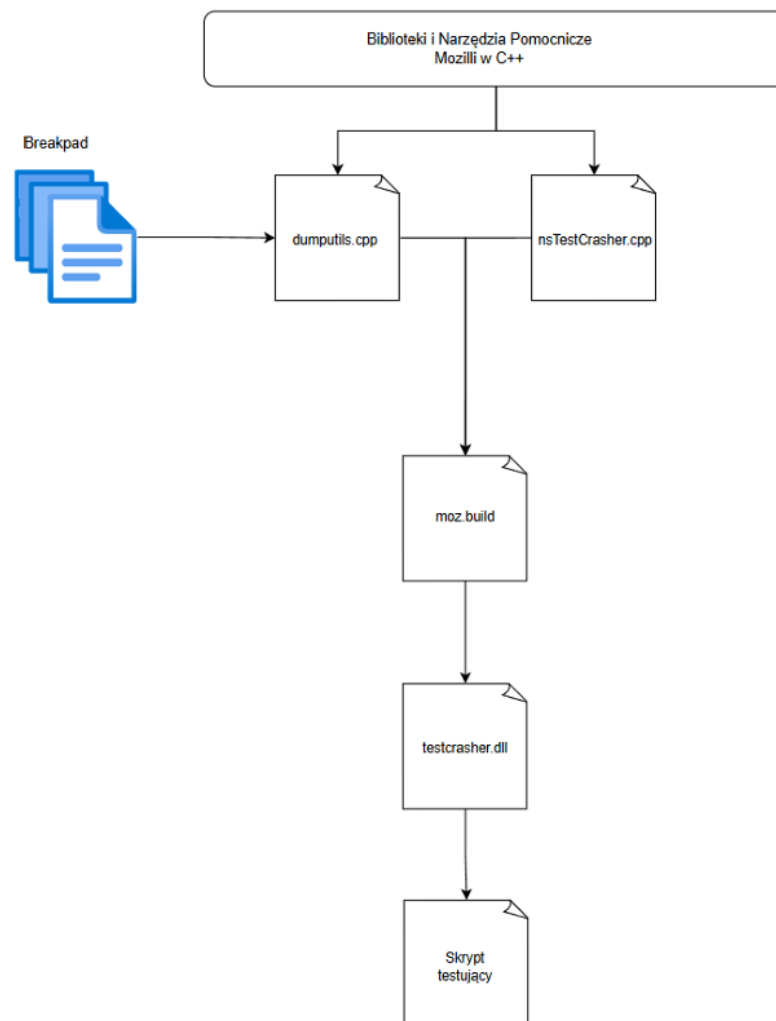 Biblioteki i Narzędzia Pomocnicze
Mozilli w C++
Breakpad
dumputils.cpp
nsTestCrasher.cpp
moz.build
testcrasher.dll
Skrypt
testujący